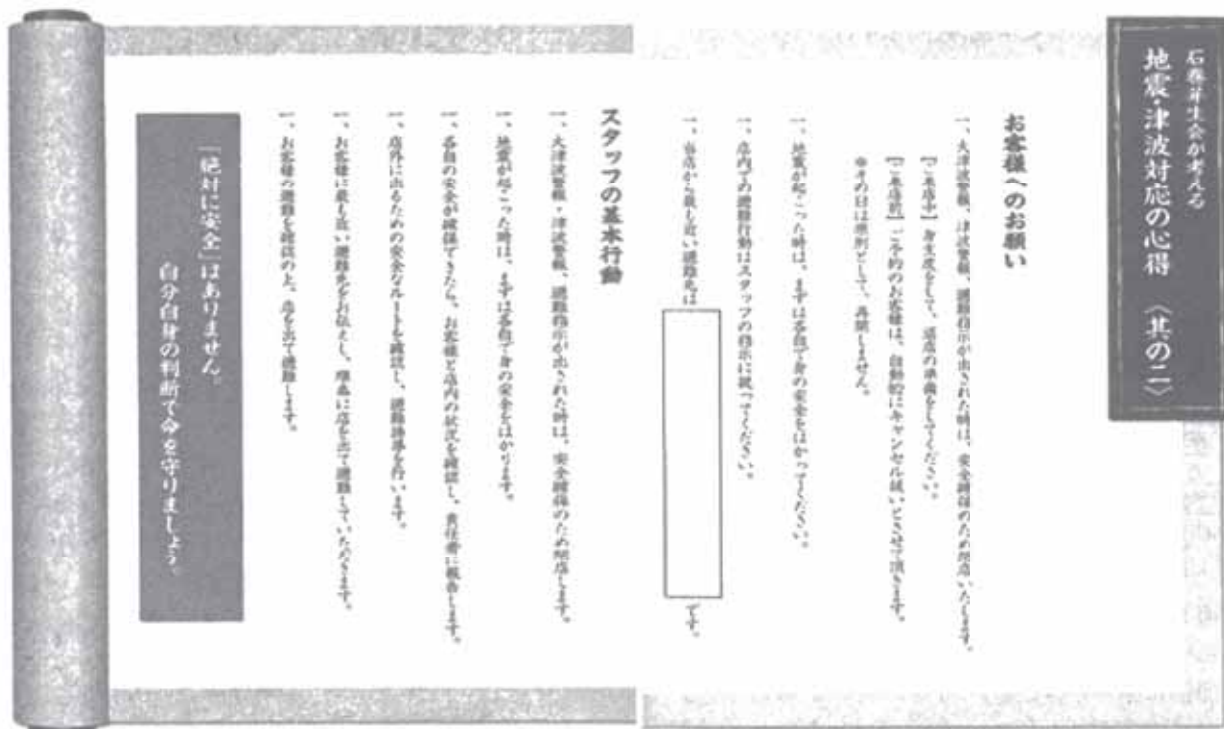 石巻芽生会が考える
地震・津波対応の心得 〈其の二〉
お客様へのお願い
一、大津波警報、津波警報、避難指示が出された時は、安全確保のため閉店いたします。
【ご来店中】身支度をして、退店の準備をしてください。
【ご来店前】ご予約のお客様は、自動的にキャンセル扱いとさせて頂きます。
※その日は原則として、再開しません。
一、地震が起こった時は、まずは各自で身の安全をはかってください。
一、店内での避難行動はスタッフの指示に従ってください。
一、当店から最も近い避難先は
です。
スタッフの基本行動
一、大津波警報・津波警報、避難指示が出された時は、安全確保のため閉店します。
一、地震が起こった時は、まずは各自で身の安全をはかります。
一、各自の安全が確保できたら、お客様と店内の状況を確認し、責任者に報告します。
一、店外に出るための安全なルートを確認し、避難誘導を行います。
一、お客様に最も近い避難先をお伝えし、順番に店を出て避難していただきます。
一、お客様の避難を確認の上、店を出て避難します。
「絶対に安全」はありません。
自分自身の判断で命を守りましょう。